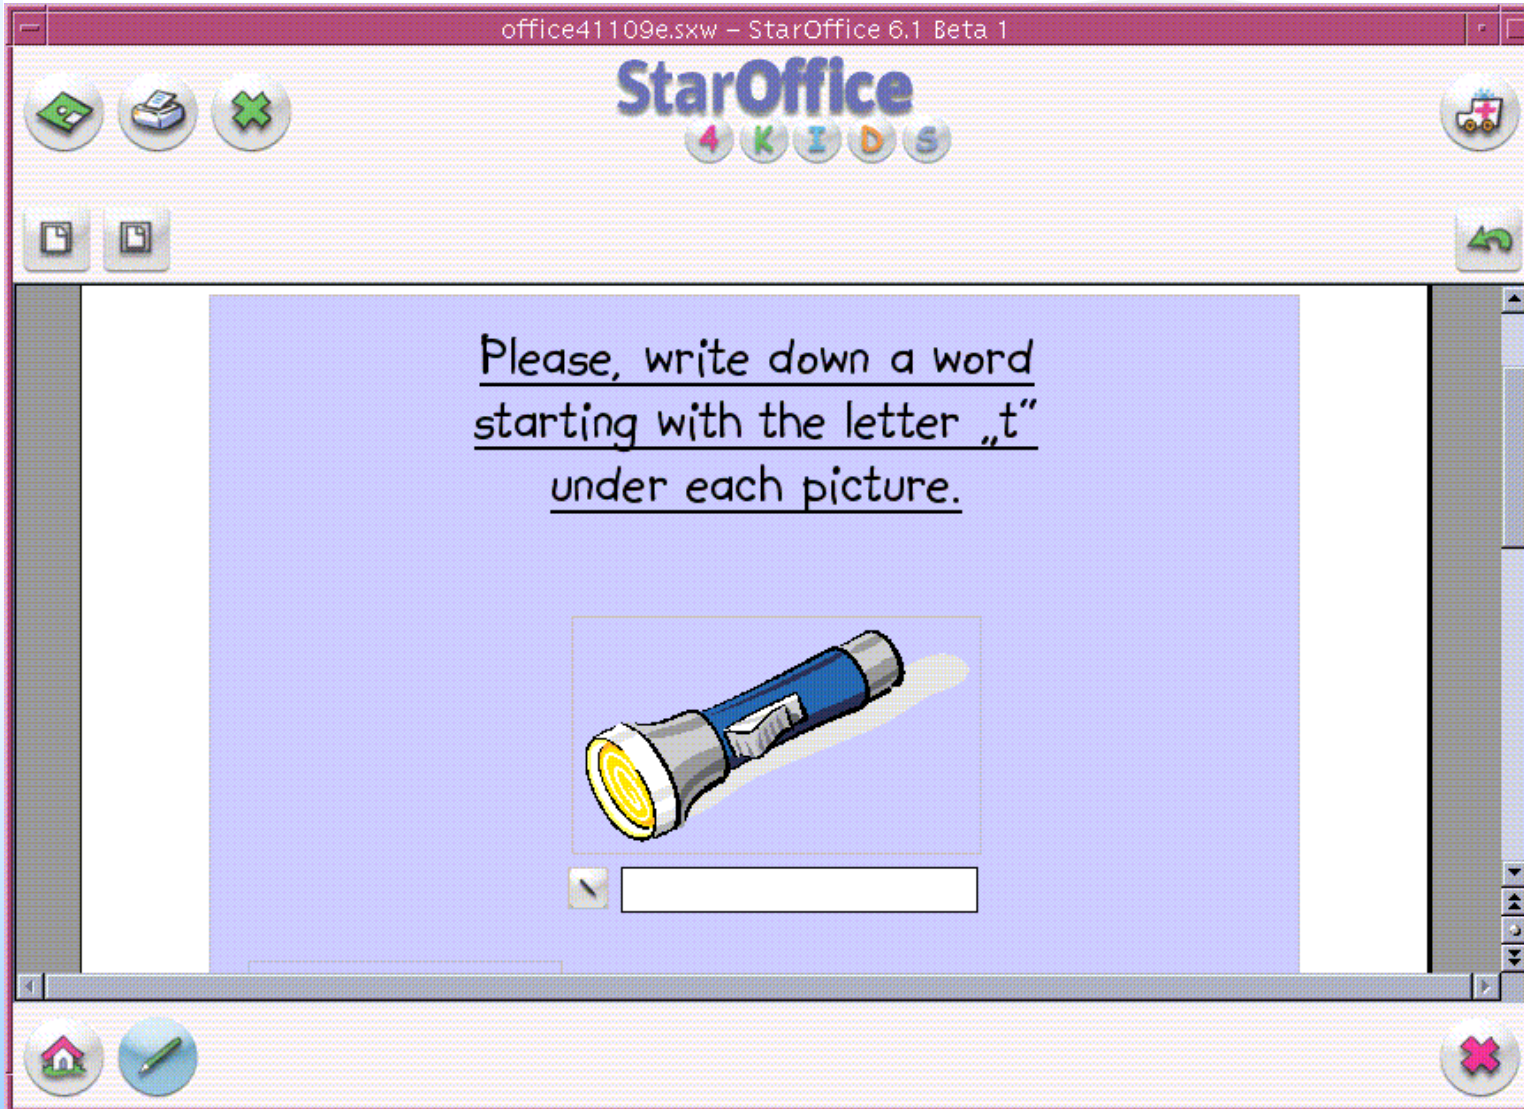 office41109e.sxw – StarOffice 6.1 Beta 1
StarOffice
4 K I D S
Please, write down a word
starting with the letter „t“
under each picture.